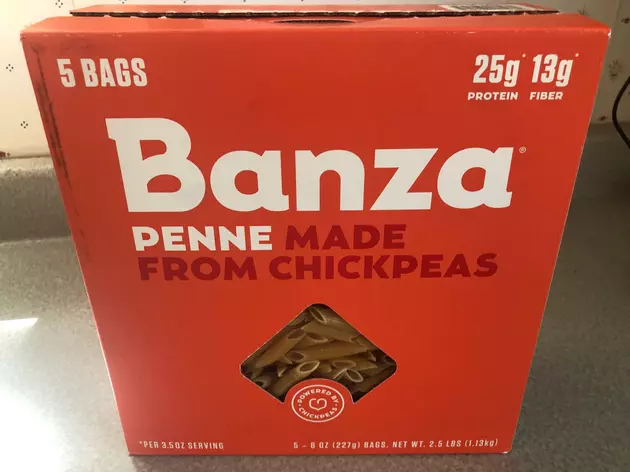 5 BAGS
25g* 13g*
PROTEIN FIBER
Banza®
PENNE MADE
FROM CHICKPEAS
POWERED BY
CHICKPEAS
*PER 3.5OZ SERVING
5 - 8 OZ (227g) BAGS, NET WT. 2.5 LBS (1.13kg)